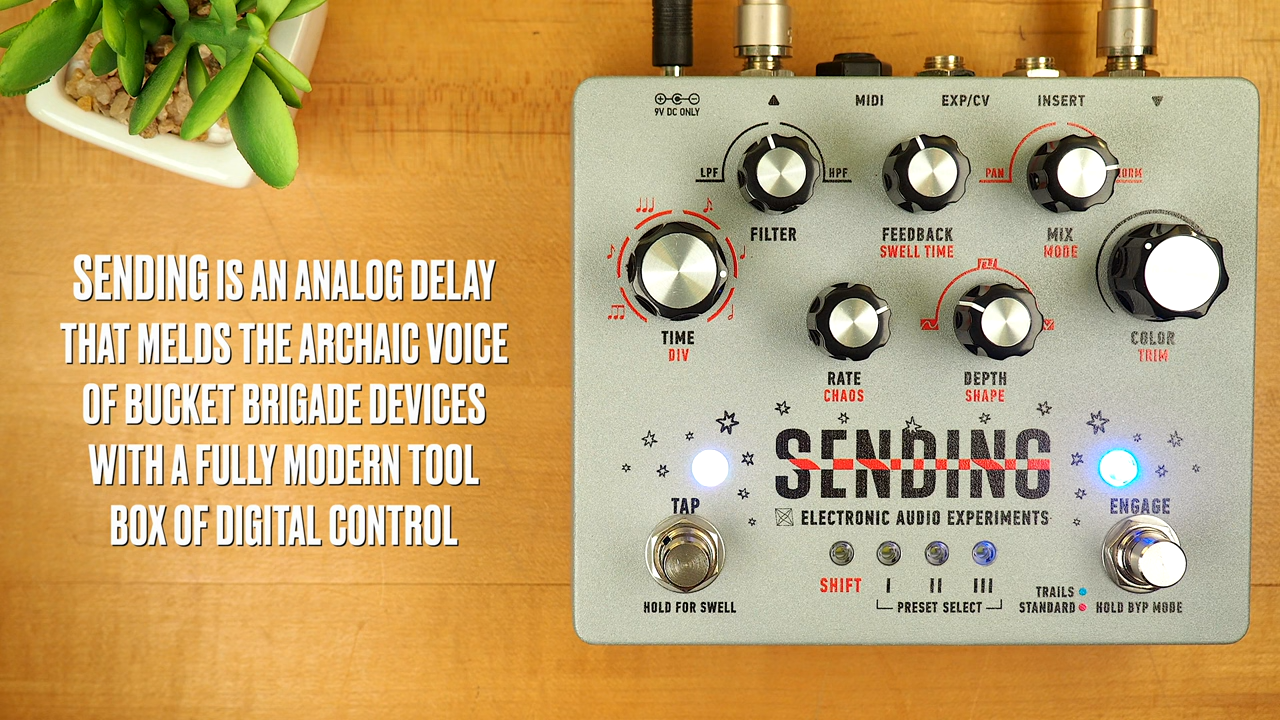 SENDING IS AN ANALOG DELAY
THAT MELDS THE ARCHAIC VOICE
OF BUCKET BRIGADE DEVICES
WITH A FULLY MODERN TOOL
BOX OF DIGITAL CONTROL
9V DC ONLY
MIDI
EXP/CV
INSERT
LPF
HPF
PAN
FILTER
FEEDBACK
SWELL TIME
MIX
MODE
TIME
DIV
COLOR
TRIM
RATE
CHAOS
DEPTH
SHAPE
SENDING
TAP
ENGAGE
ELECTRONIC AUDIO EXPERIMENTS
SHIFT I II III
PRESET SELECT
HOLD FOR SWELL
TRAILS
STANDARD
HOLD BYP MODE